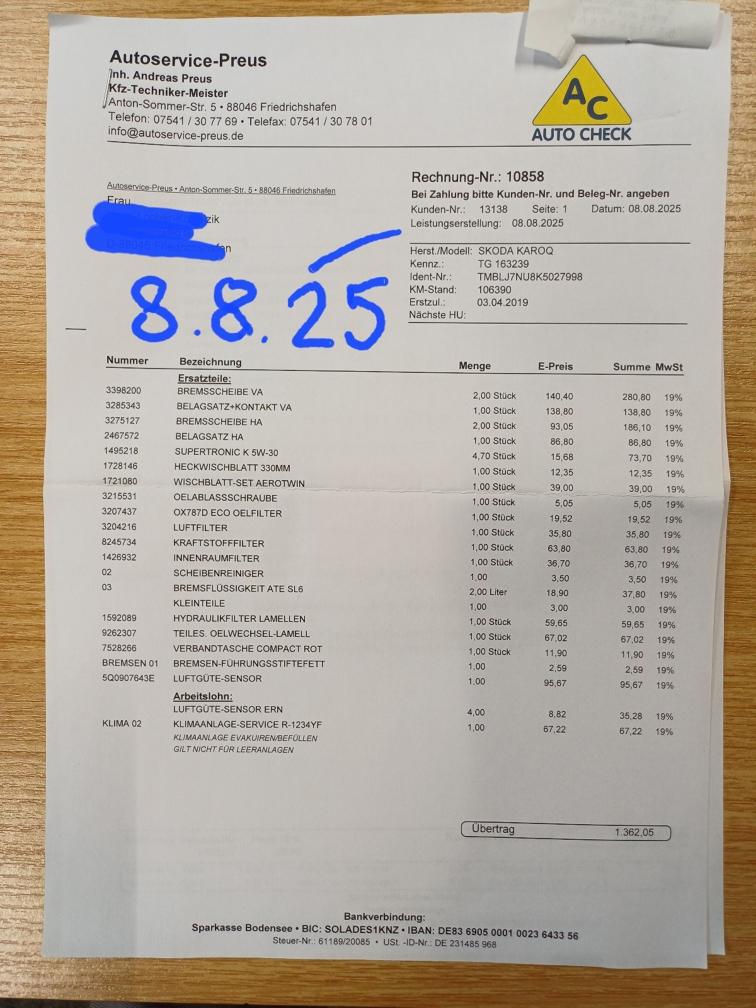 Autoservice-Preus
Inh. Andreas Preus
Kfz-Techniker-Meister
Anton-Sommer-Str. 5 • 88046 Friedrichshafen
Telefon: 07541 / 30 77 69 • Telefax: 07541 / 30 78 01
info@autoservice-preus.de
AC
AUTO CHECK
Autoservice-Preus • Anton-Sommer-Str. 5 • 88046 Friedrichshafen
Frau
8.8.25
Rechnung-Nr.: 10858
Bei Zahlung bitte Kunden-Nr. und Beleg-Nr. angeben
Kunden-Nr.: 13138 Seite: 1 Datum: 08.08.2025
Leistungserstellung: 08.08.2025
Herst./Modell: SKODA KAROQ
Kennz.: TG 163239
Ident-Nr.: TMBLJ7NU8K5027998
KM-Stand: 106390
Erstzul.: 03.04.2019
Nächste HU:
Nummer Bezeichnung Menge E-Preis Summe MwSt
Ersatzteile:
3398200 BREMSSCHEIBE VA 2,00 Stück 140,40 280,80 19%
3285343 BELAGSATZ+KONTAKT VA 1,00 Stück 138,80 138,80 19%
3275127 BREMSSCHEIBE HA 2,00 Stück 93,05 186,10 19%
2467572 BELAGSATZ HA 1,00 Stück 86,80 86,80 19%
1495218 SUPERTRONIC K 5W-30 4,70 Stück 15,68 73,70 19%
1728146 HECKWISCHBLATT 330MM 1,00 Stück 12,35 12,35 19%
1721080 WISCHBLATT-SET AEROTWIN 1,00 Stück 39,00 39,00 19%
3215531 OELABLASSSCHRAUBE 1,00 Stück 5,05 5,05 19%
3207437 OX787D ECO OELFILTER 1,00 Stück 19,52 19,52 19%
3204216 LUFTFILTER 1,00 Stück 35,80 35,80 19%
8245734 KRAFTSTOFFFILTER 1,00 Stück 63,80 63,80 19%
1426932 INNENRAUMFILTER 1,00 Stück 36,70 36,70 19%
02 SCHEIBENREINIGER 1,00 3,50 3,50 19%
03 BREMSFLÜSSIGKEIT ATE SL6 2,00 Liter 18,90 37,80 19%
KLEINTEILE 1,00 3,00 3,00 19%
1592089 HYDRAULIKFILTER LAMELLEN 1,00 Stück 59,65 59,65 19%
9262307 TEILES. OELWECHSEL-LAMELL 1,00 Stück 67,02 67,02 19%
7528266 VERBANDTASCHE COMPACT ROT 1,00 Stück 11,90 11,90 19%
BREMSEN 01 BREMSEN-FÜHRUNGSSTIFTEFETT 1,00 2,59 2,59 19%
5Q0907643E LUFTGÜTE-SENSOR 1,00 95,67 95,67 19%
Arbeitslohn:
LUFTGÜTE-SENSOR ERN 4,00 8,82 35,28 19%
KLIMA 02 KLIMAANLAGE-SERVICE R-1234YF 1,00 67,22 67,22 19%
KLIMAANLAGE EVAKUIREN/BEFÜLLEN
GILT NICHT FÜR LEERANLAGEN
Übertrag 1.362,05
Bankverbindung:
Sparkasse Bodensee • BIC: SOLADES1KNZ • IBAN: DE83 6905 0001 0023 6433 56
Steuer-Nr.: 61189/20085 • USt. -ID-Nr.: DE 231485 968